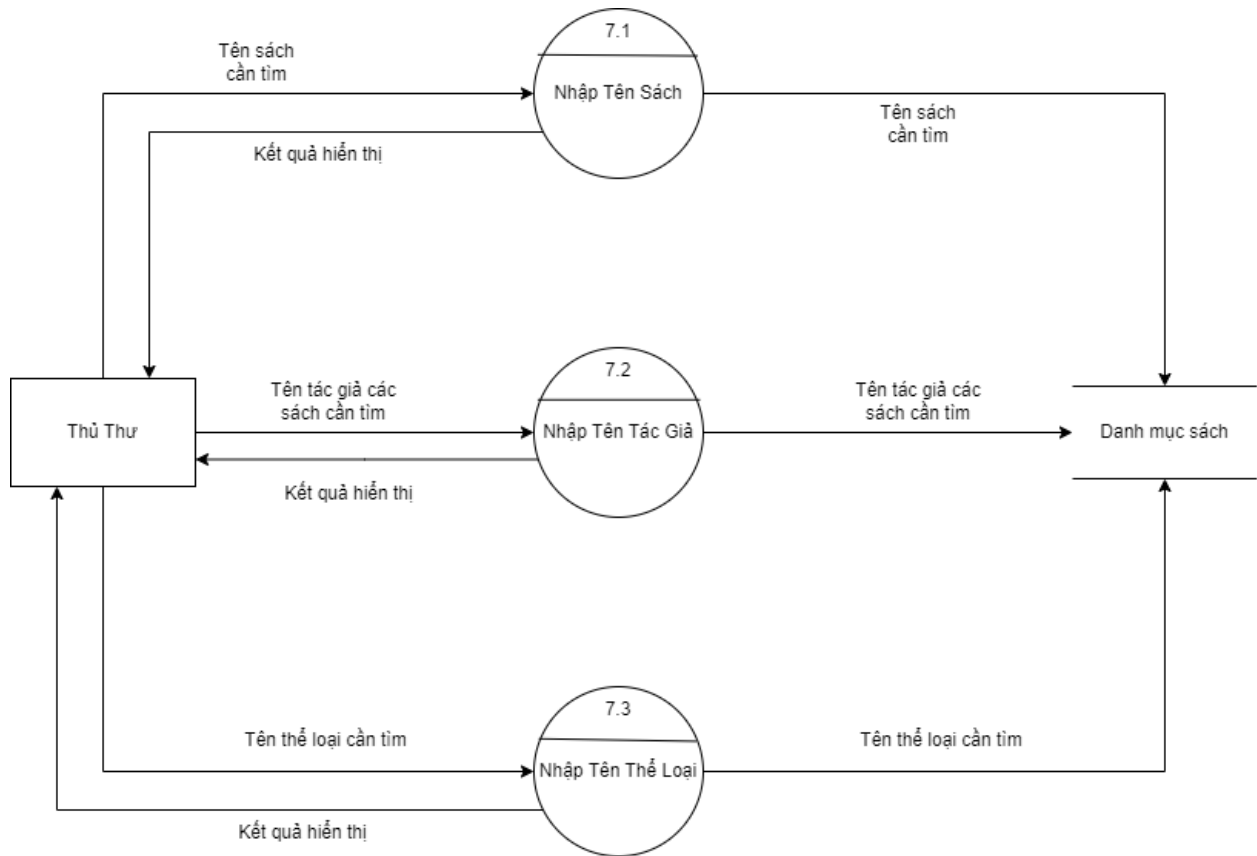 7.1
Tên sách
cần tìm
Nhập Tên Sách
Tên sách
cần tìm
Kết quả hiển thị
7.2
Tên tác giả các
sách cần tìm
Tên tác giả các
sách cần tìm
Thủ Thư
Nhập Tên Tác Giả
Danh mục sách
Kết quả hiển thị
7.3
Tên thể loại cần tìm
Tên thể loại cần tìm
Nhập Tên Thể Loại
Kết quả hiển thị